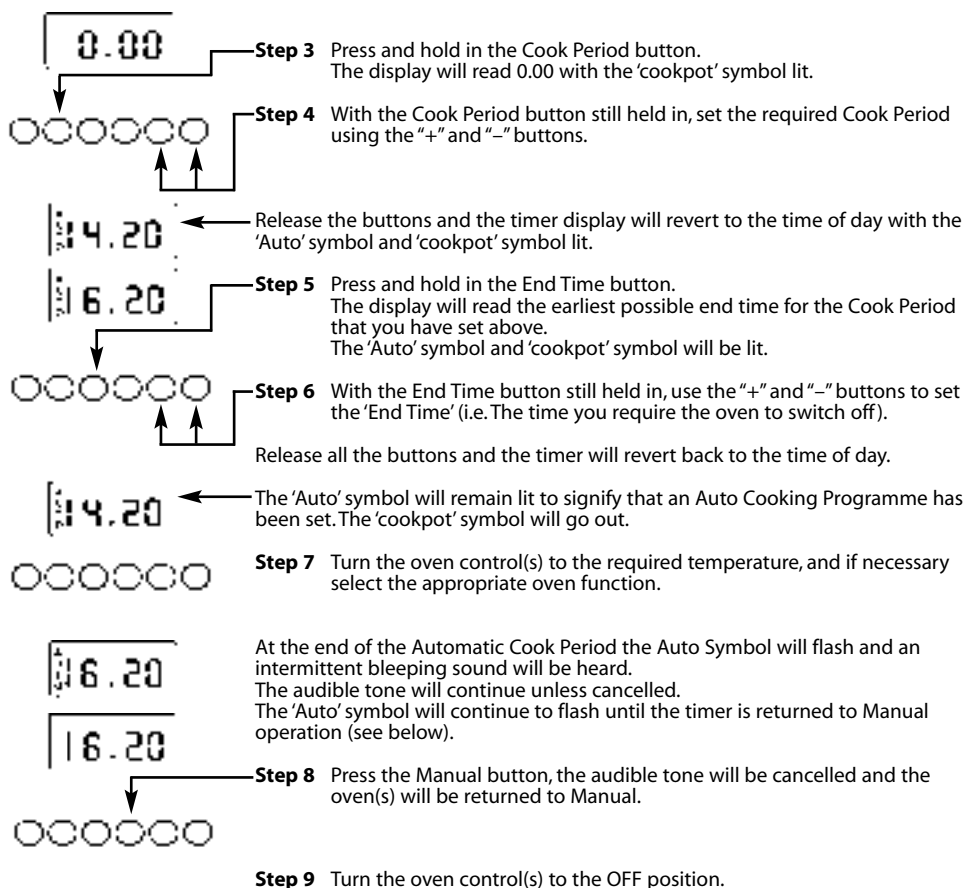 0.00
Step 3 Press and hold in the Cook Period button.
The display will read 0.00 with the ‘cookpot’ symbol lit.
Step 4 With the Cook Period button still held in, set the required Cook Period
using the “+” and “–” buttons.
14.20
Release the buttons and the timer display will revert to the time of day with the
‘Auto’ symbol and ‘cookpot’ symbol lit.
16.20
Step 5 Press and hold in the End Time button.
The display will read the earliest possible end time for the Cook Period
that you have set above.
The ‘Auto’ symbol and ‘cookpot’ symbol will be lit.
Step 6 With the End Time button still held in, use the “+” and “–” buttons to set
the ‘End Time’ (i.e. The time you require the oven to switch off).
Release all the buttons and the timer will revert back to the time of day.
14.20
The ‘Auto’ symbol will remain lit to signify that an Auto Cooking Programme has
been set. The ‘cookpot’ symbol will go out.
Step 7 Turn the oven control(s) to the required temperature, and if necessary
select the appropriate oven function.
16.20
At the end of the Automatic Cook Period the Auto Symbol will flash and an
intermittent bleeping sound will be heard.
The audible tone will continue unless cancelled.
The ‘Auto’ symbol will continue to flash until the timer is returned to Manual
operation (see below).
16.20
Step 8 Press the Manual button, the audible tone will be cancelled and the
oven(s) will be returned to Manual.
Step 9 Turn the oven control(s) to the OFF position.